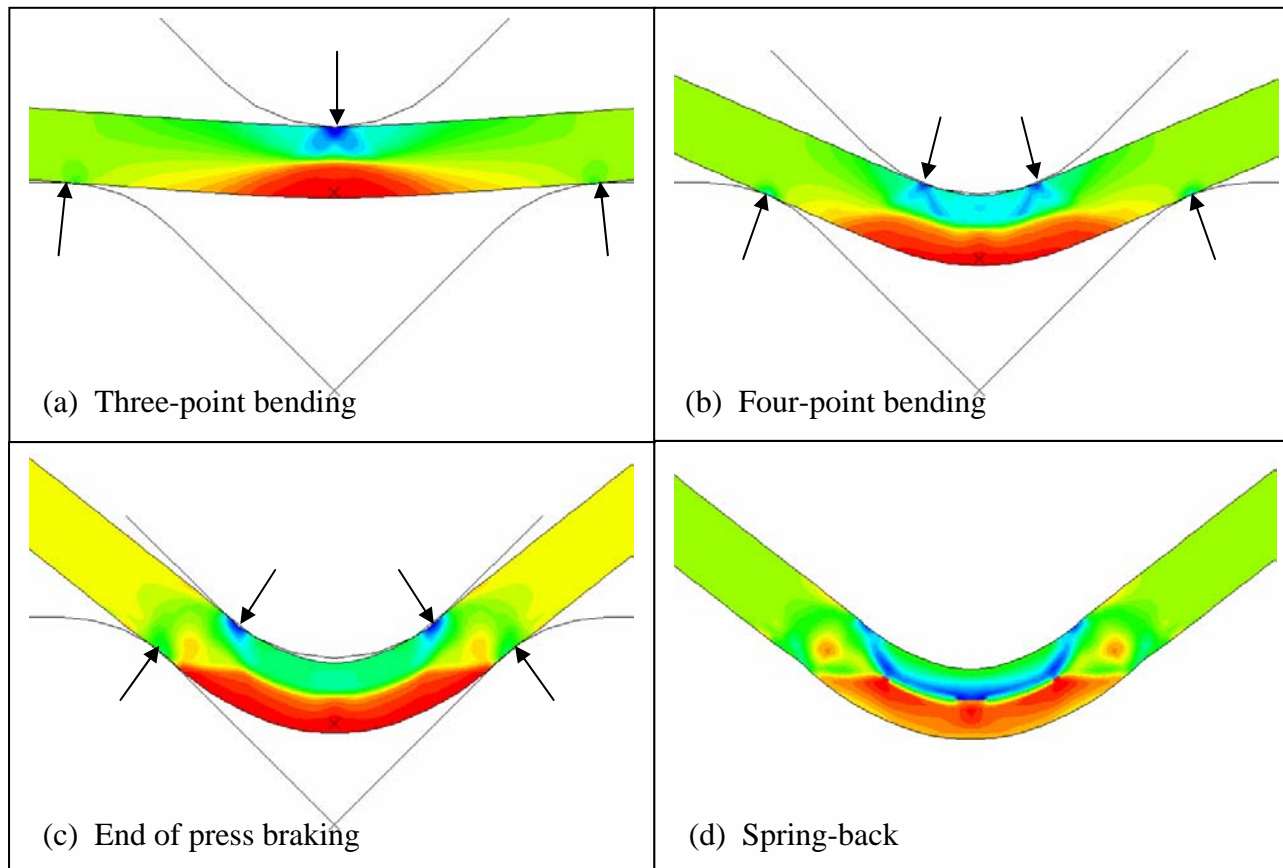 (a) Three-point bending
(b) Four-point bending
(c) End of press braking
(d) Spring-back